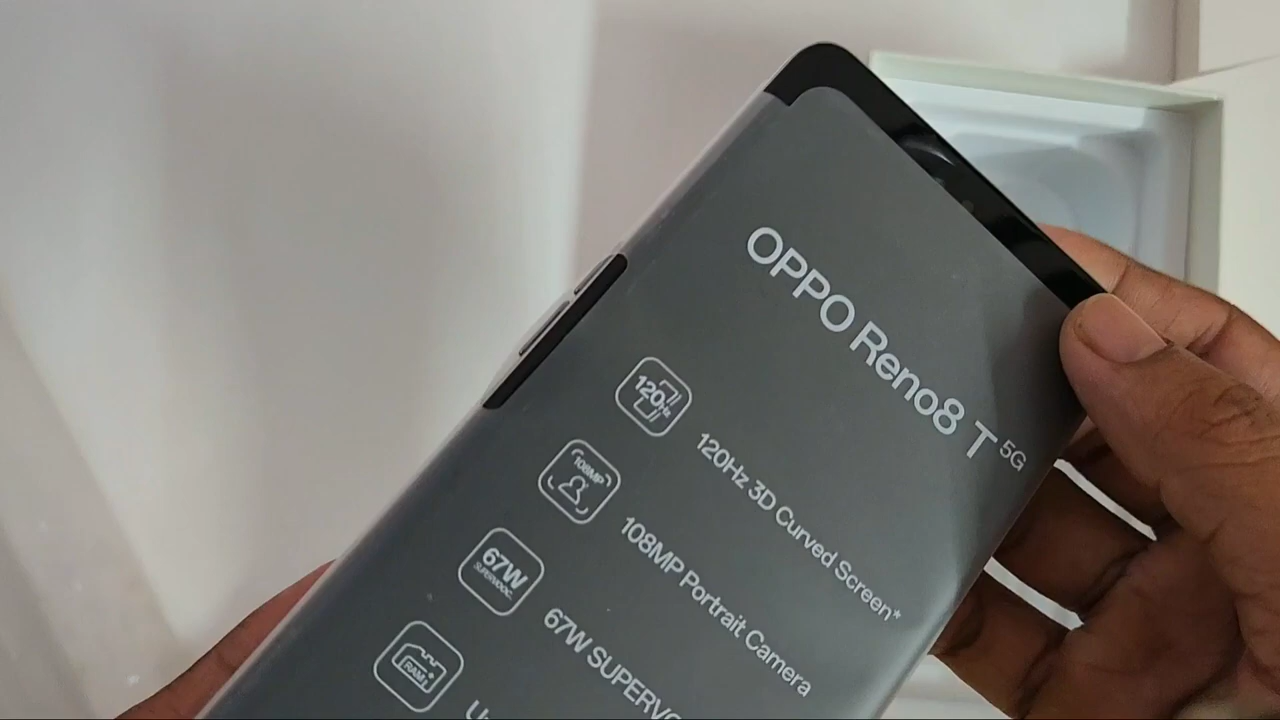 OPPO Reno8 T 5G
120Hz
120Hz 3D Curved Screen*
108MP
108MP Portrait Camera
67W
SUPERVOOC
67W SUPERVO
RAM+